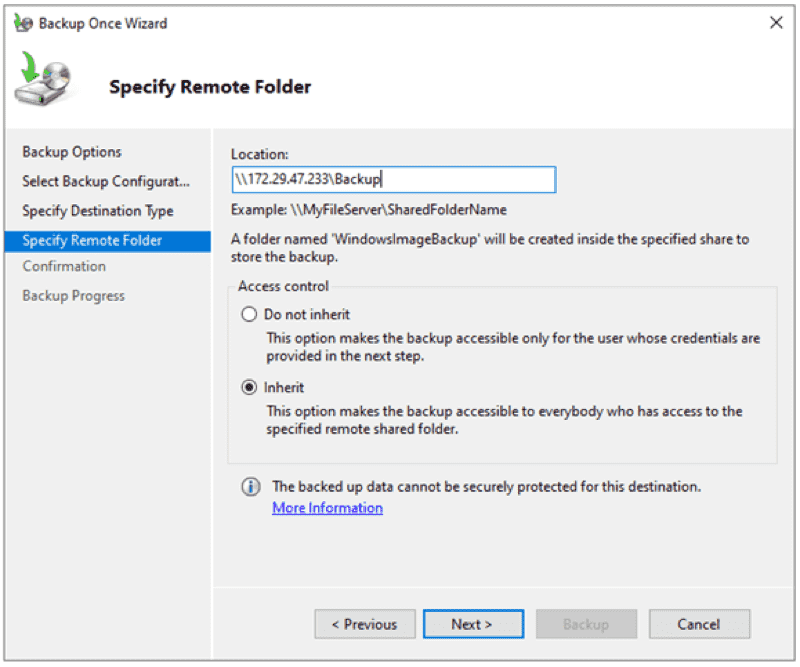 Backup Once Wizard
Specify Remote Folder
Backup Options
Select Backup Configurat...
Specify Destination Type
Specify Remote Folder
Confirmation
Backup Progress
Location:
\\172.29.47.233\Backup
Example: \\MyFileServer\SharedFolderName
A folder named 'WindowsImageBackup' will be created inside the specified share to
store the backup.
Access control
Do not inherit
This option makes the backup accessible only for the user whose credentials are
provided in the next step.
Inherit
This option makes the backup accessible to everybody who has access to the
specified remote shared folder.
The backed up data cannot be securely protected for this destination.
More Information
< Previous
Next >
Backup
Cancel